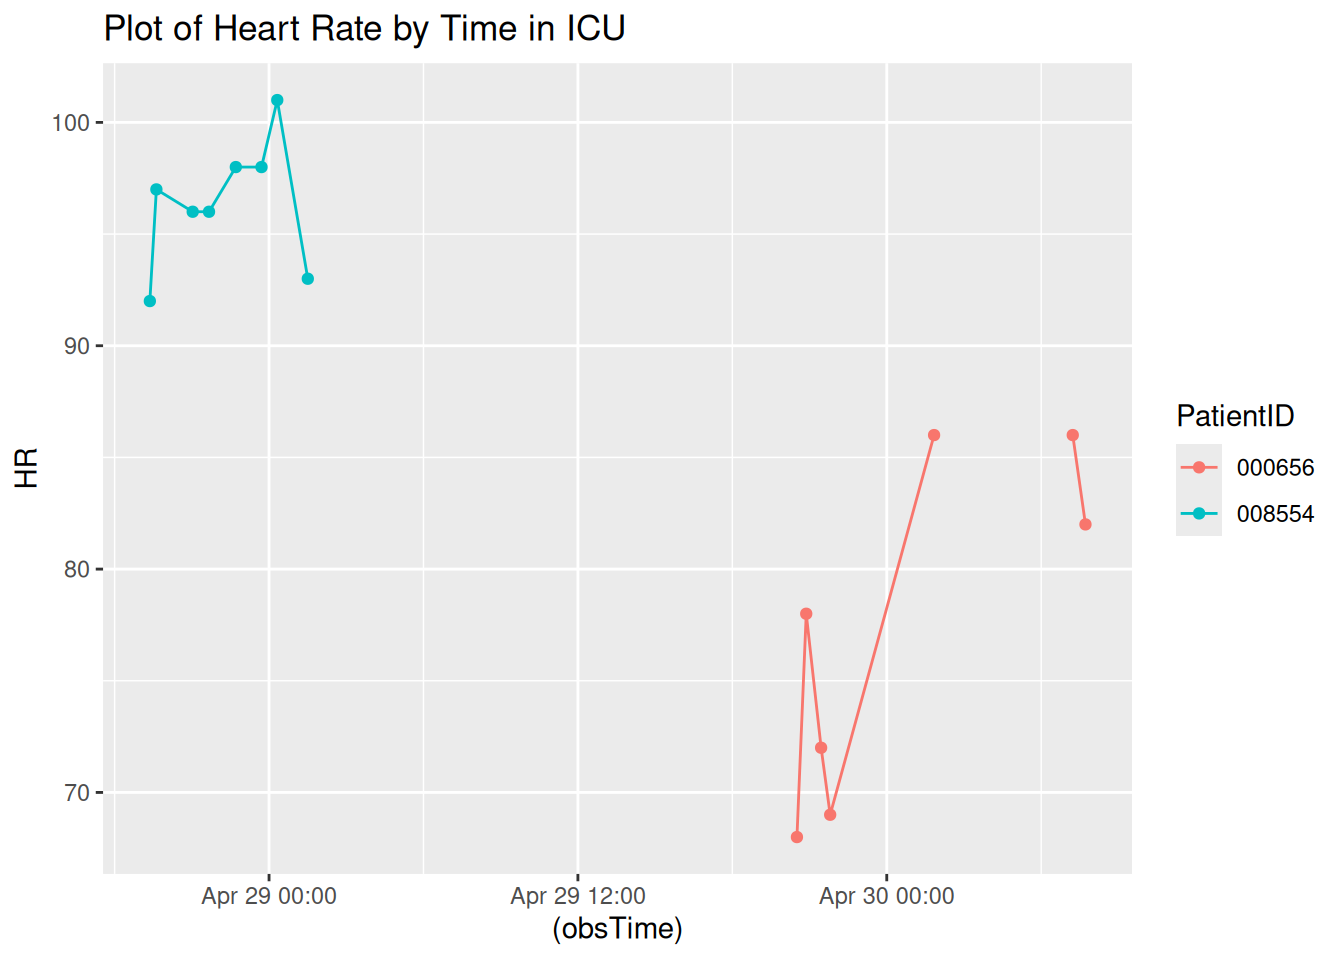 Plot of Heart Rate by Time in ICU
100
90
80
70
HR
Apr 29 00:00
Apr 29 12:00
Apr 30 00:00
(obsTime)
PatientID
000656
008554